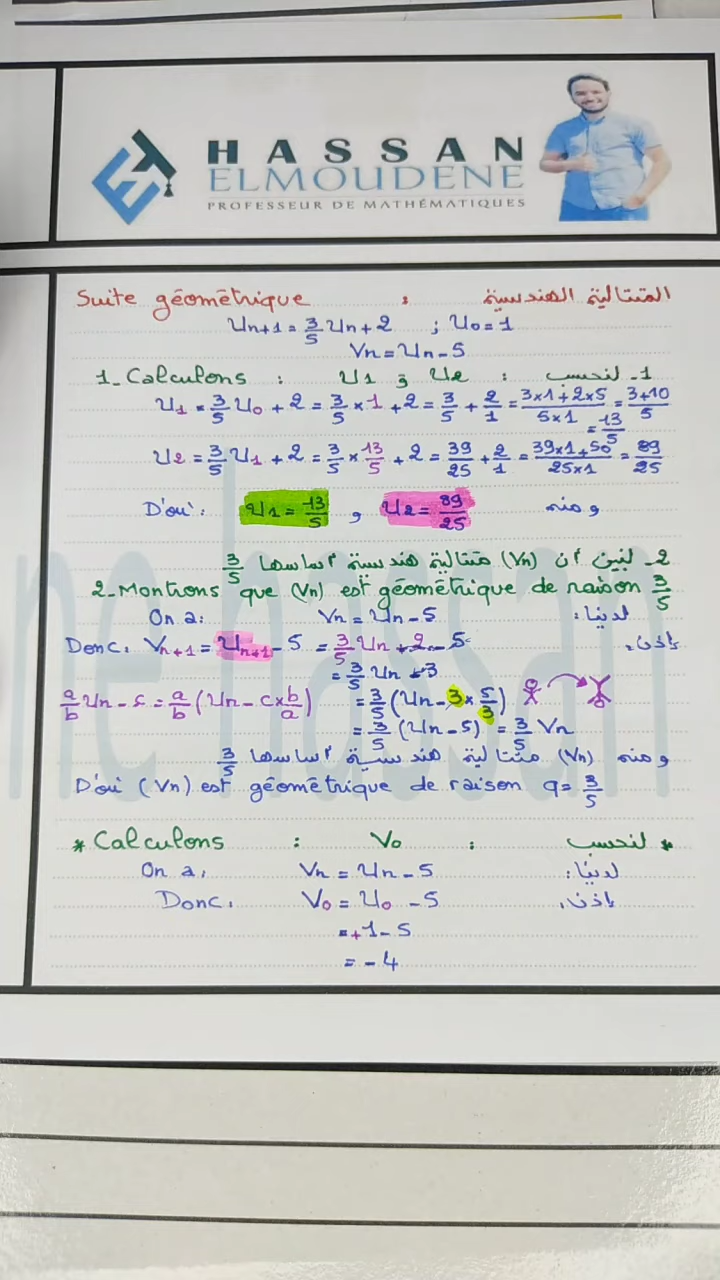 HASSAN
ELMOUDENE
PROFESSEUR DE MATHÉMATIQUES
Suite géométrique : المتتالية الهندسية
Un+1 = 3/5 Un + 2 ; U0 = 1
Vn = Un - 5
1_ Calculons : U1 و U2 : 1- لنحسب
U1 = 3/5 U0 + 2 = 3/5 × 1 + 2 = 3/5 + 2/1 = (3×1+2×5)/(5×1) = (3+10)/5
= 13/5
U2 = 3/5 U1 + 2 = 3/5 × 13/5 + 2 = 39/25 + 2/1 = (39×1+50)/(25×1) = 89/25
D'où : U1 = 13/5 و U2 = 89/25 ومنه
2- لنبين أن (Vn) متتالية هندسية أساسها 3/5
2_ Montrons que (Vn) est géométrique de raison 3/5
On a : Vn = Un - 5 لدينا :
Donc, Vn+1 = Un+1 - 5 = 3/5 Un + 2 - 5 إذن,
= 3/5 Un - 3
a/b Un - c = a/b (Un - c × b/a) = 3/5 (Un - 3 × 5/3)
= 3/5 (Un - 5) = 3/5 Vn
ومنه (Vn) متتالية هندسية أساسها 3/5
D'où (Vn) est géométrique de raison q = 3/5
* Calculons : V0 : لنحسب *
On a, Vn = Un - 5 لدينا :
Donc, V0 = U0 - 5 إذن,
= +1 - 5
= - 4
ne hassan